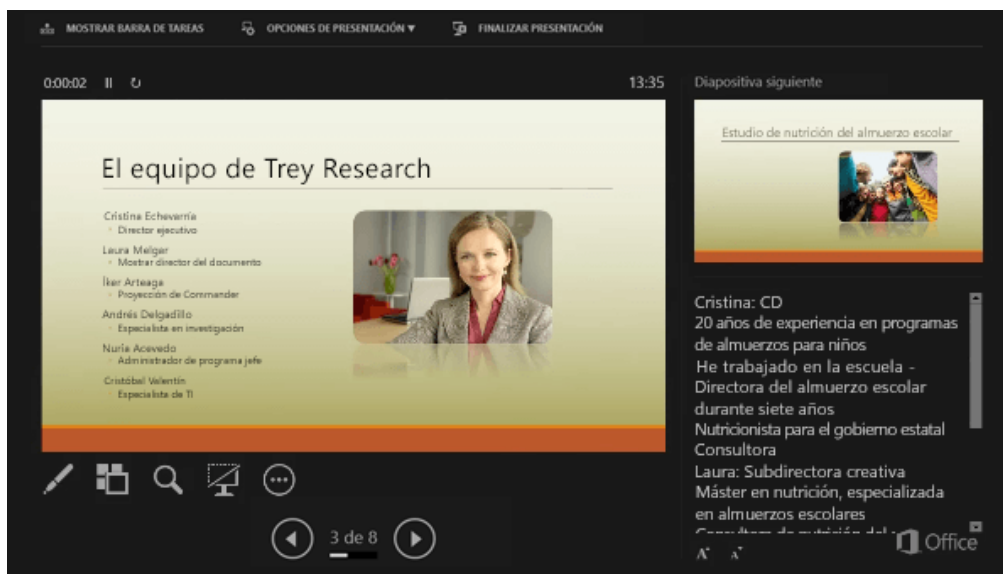 MOSTRAR BARRA DE TAREAS
OPCIONES DE PRESENTACIÓN ▼
FINALIZAR PRESENTACIÓN
0:00:02
13:35
Diapositiva siguiente
El equipo de Trey Research
Cristina Echevarría
Director ejecutivo
Laura Melger
Mostrar director del documento
Íker Arteaga
Proyección de Commander
Andrés Delgadillo
Especialista en investigación
Nuria Acevedo
Administrador de programa jefe
Cristóbal Valentín
Especialista de TI
Estudio de nutrición del almuerzo escolar
Cristina: CD
20 años de experiencia en programas
de almuerzos para niños
He trabajado en la escuela -
Directora del almuerzo escolar
durante siete años
Nutricionista para el gobierno estatal
Consultora
Laura: Subdirectora creativa
Máster en nutrición, especializada
en almuerzos escolares
3 de 8
A A
Office